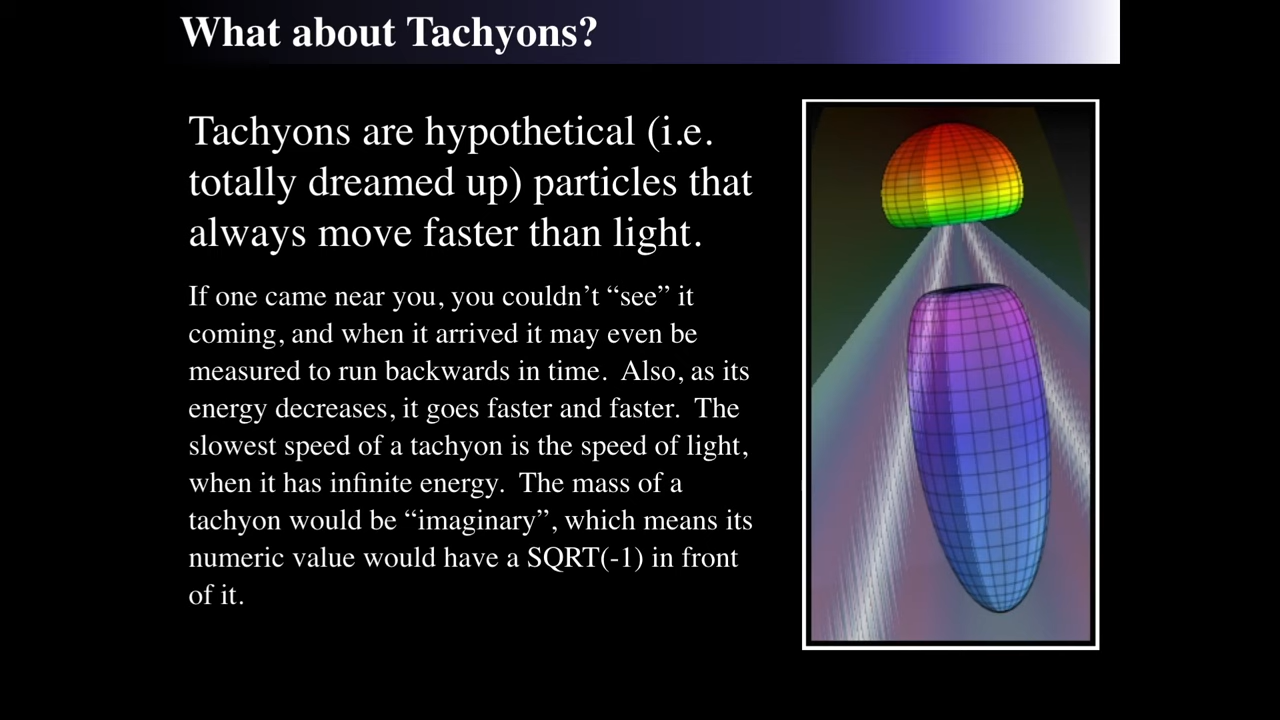 What about Tachyons?
Tachyons are hypothetical (i.e.
totally dreamed up) particles that
always move faster than light.
If one came near you, you couldn’t “see” it
coming, and when it arrived it may even be
measured to run backwards in time.  Also, as its
energy decreases, it goes faster and faster.  The
slowest speed of a tachyon is the speed of light,
when it has infinite energy.  The mass of a
tachyon would be “imaginary”, which means its
numeric value would have a SQRT(-1) in front
of it.